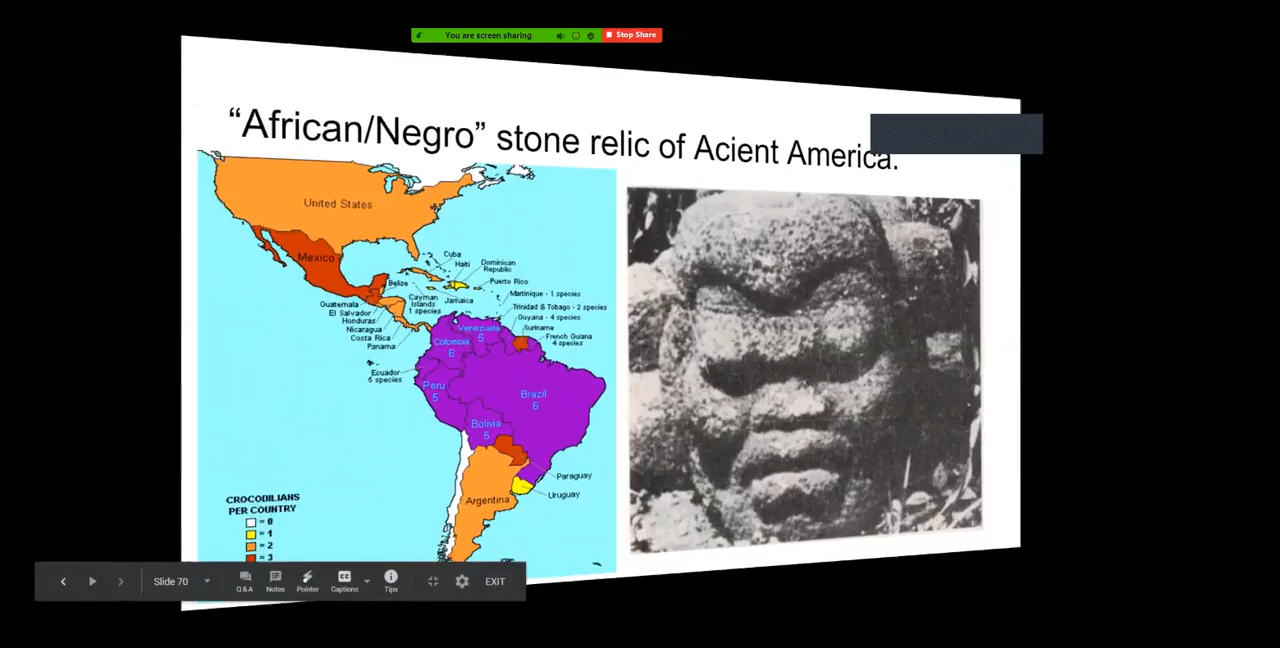 You are screen sharing
Stop Share
“African/Negro” stone relic of Acient America.
United States
Mexico
Cuba
Haiti
Dominican
Republic
Puerto Rico
Belize
Cayman
Islands
1 species
Jamaica
Martinique - 1 species
Trinidad & Tobago - 2 species
Guyana - 4 species
Suriname
French Guiana
4 species
Guatemala
El Salvador
Honduras
Nicaragua
Costa Rica
Panama
Venezuela
5
Colombia
6
Ecuador
6 species
Peru
5
Brazil
6
Bolivia
5
Paraguay
Uruguay
Argentina
CROCODILIANS
PER COUNTRY
= 0
= 1
= 2
= 3
Slide 70
Q & A
Notes
Pointer
Captions
Tips
EXIT